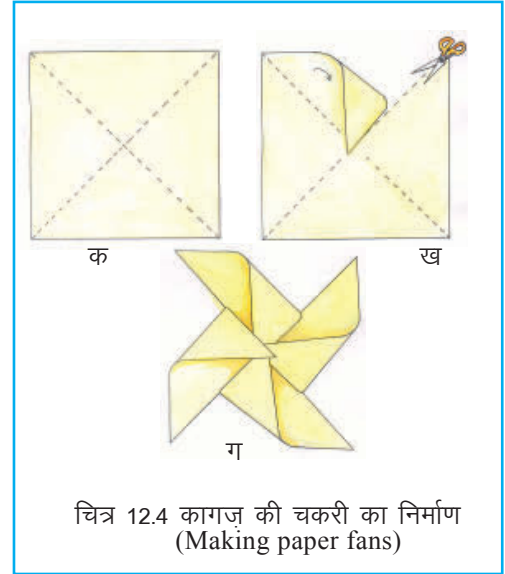 क
ख
ग
चित्र 12.4 कागज़ की चकरी का निर्माण
(Making paper fans)